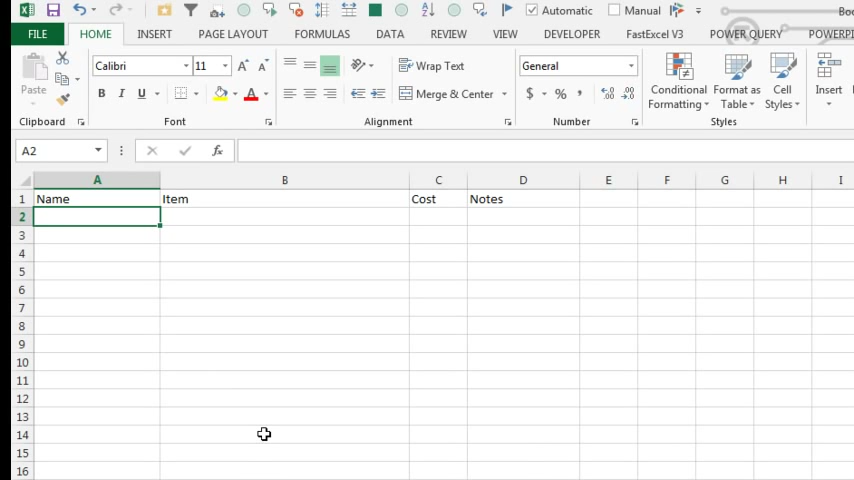 Automatic Manual Boo
FILE HOME INSERT PAGE LAYOUT FORMULAS DATA REVIEW VIEW DEVELOPER FastExcel V3 POWER QUERY POWERPI
Paste
Calibri 11 A A
B I U A
Wrap Text
Merge & Center
General
$ % ,
Conditional Formatting
Format as Table
Cell Styles
Insert
Clipboard Font Alignment Number Styles
A2 fx
A B C D E F G H I
1 Name Item Cost Notes
2
3
4
5
6
7
8
9
10
11
12
13
14
15
16